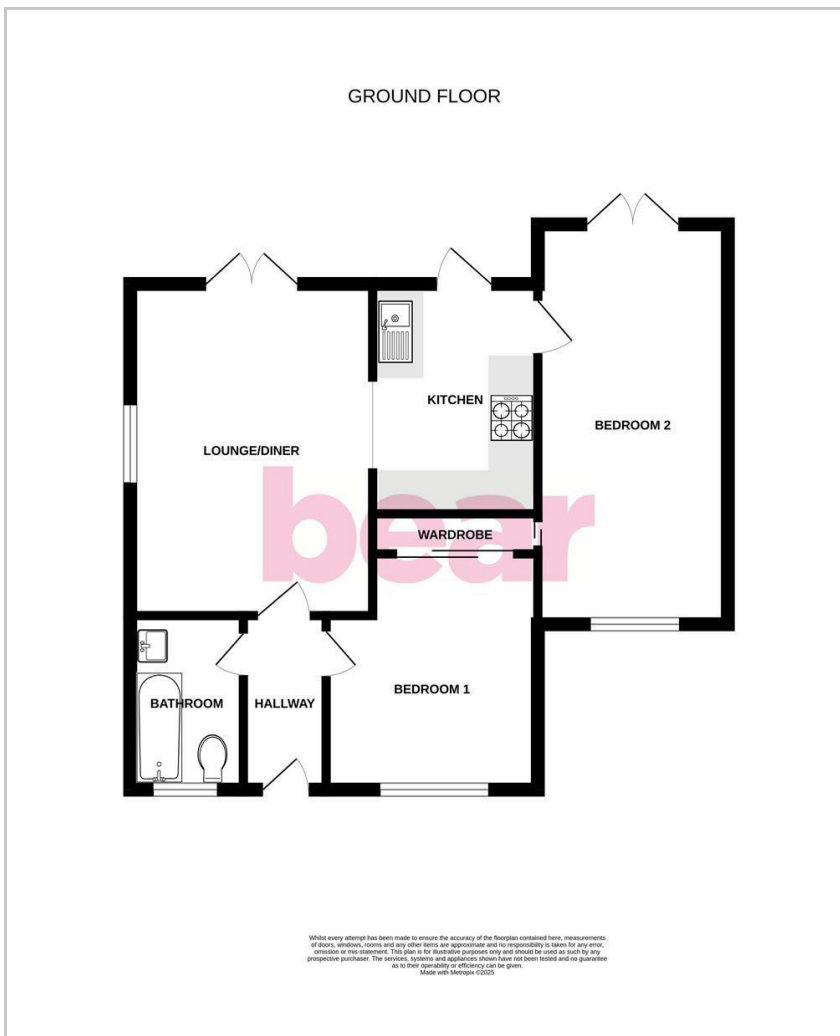 GROUND FLOOR
KITCHEN
BEDROOM 2
LOUNGE/DINER
bear
WARDROBE
BEDROOM 1
BATHROOM
HALLWAY
Whilst every attempt has been made to ensure the accuracy of the floorplan contained here, measurements
of doors, windows, rooms and any other items are approximate and no responsibility is taken for any error,
omission or mis-statement. This plan is for illustrative purposes only and should be used as such by any
prospective purchaser. The services, systems and appliances shown have not been tested and no guarantee
as to their operability or efficiency can be given.
Made with Metropix ©2025